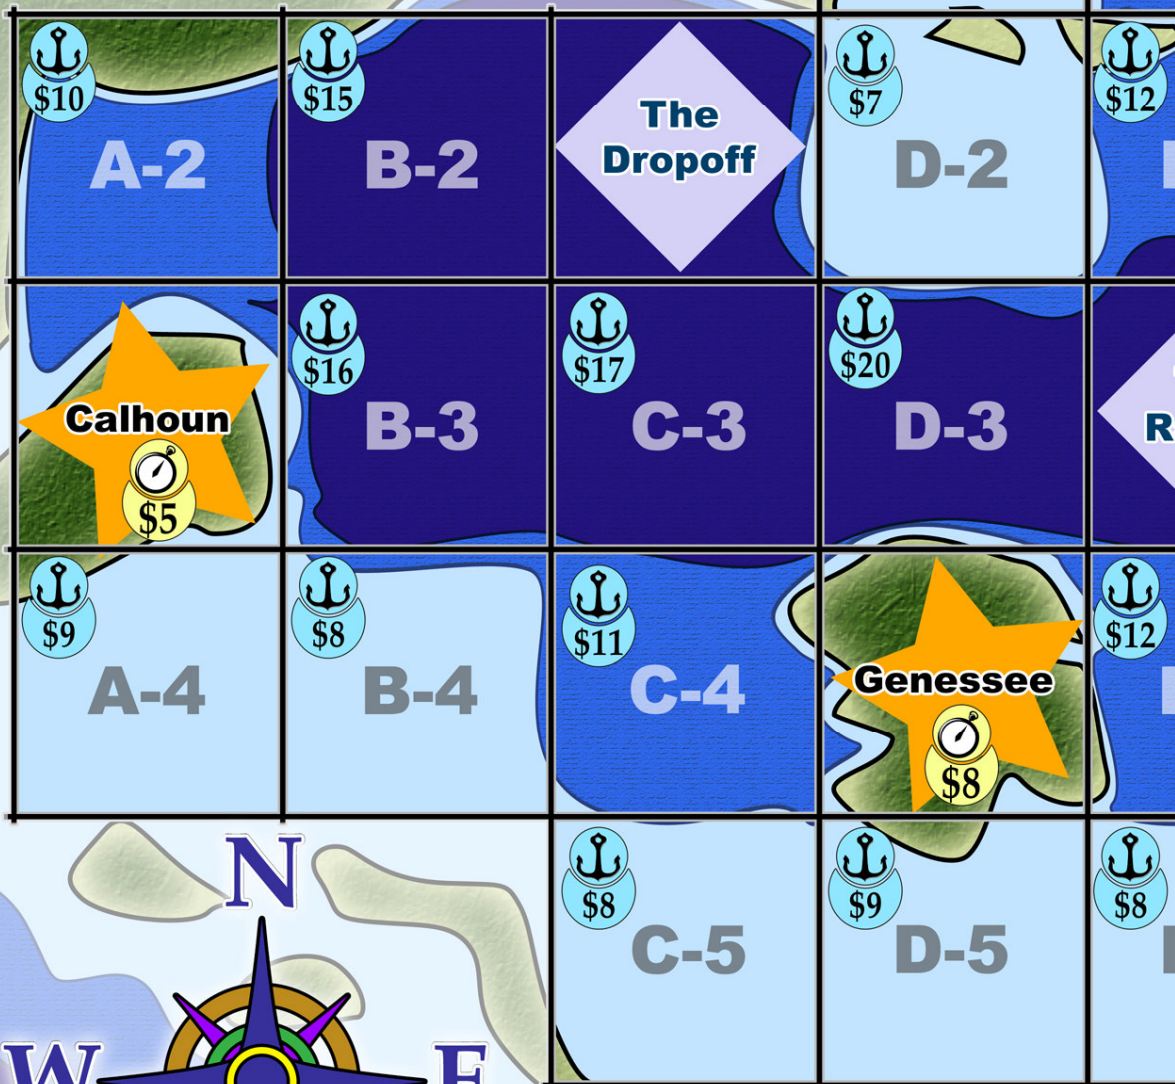 $10
A-2
$15
B-2
The
Dropoff
$7
D-2
$12
Calhoun
$5
$16
B-3
$17
C-3
$20
D-3
R
$9
A-4
$8
B-4
$11
C-4
Genessee
$8
$12
N
W
E
$8
C-5
$9
D-5
$8